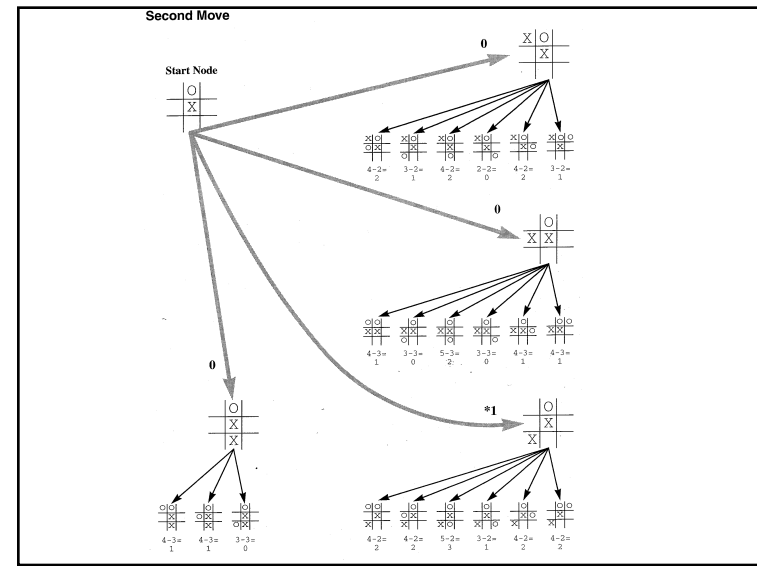 Second Move
0
X O
X
Start Node
O
X
X O X O X O X O X O X O O
O X X X X X O X
O O O
4-2= 3-2= 4-2= 2-2= 4-2= 3-2=
2 1 2 0 2 1
0
O
X X
O O O O O O O O
X X O X X X X X X X X O X X
O O
4-3= 3-3= 5-3= 3-3= 4-3= 4-3=
1 0 2 0 1 1
0
*1
O
X
X
O
X
X
O O O O
X O X X
X X O X
4-3= 4-3= 3-3=
1 1 0
O O O O O O O O
X O X X X X O X
X X X O X O X X
4-2= 4-2= 5-2= 3-2= 4-2= 4-2=
2 2 3 1 2 2